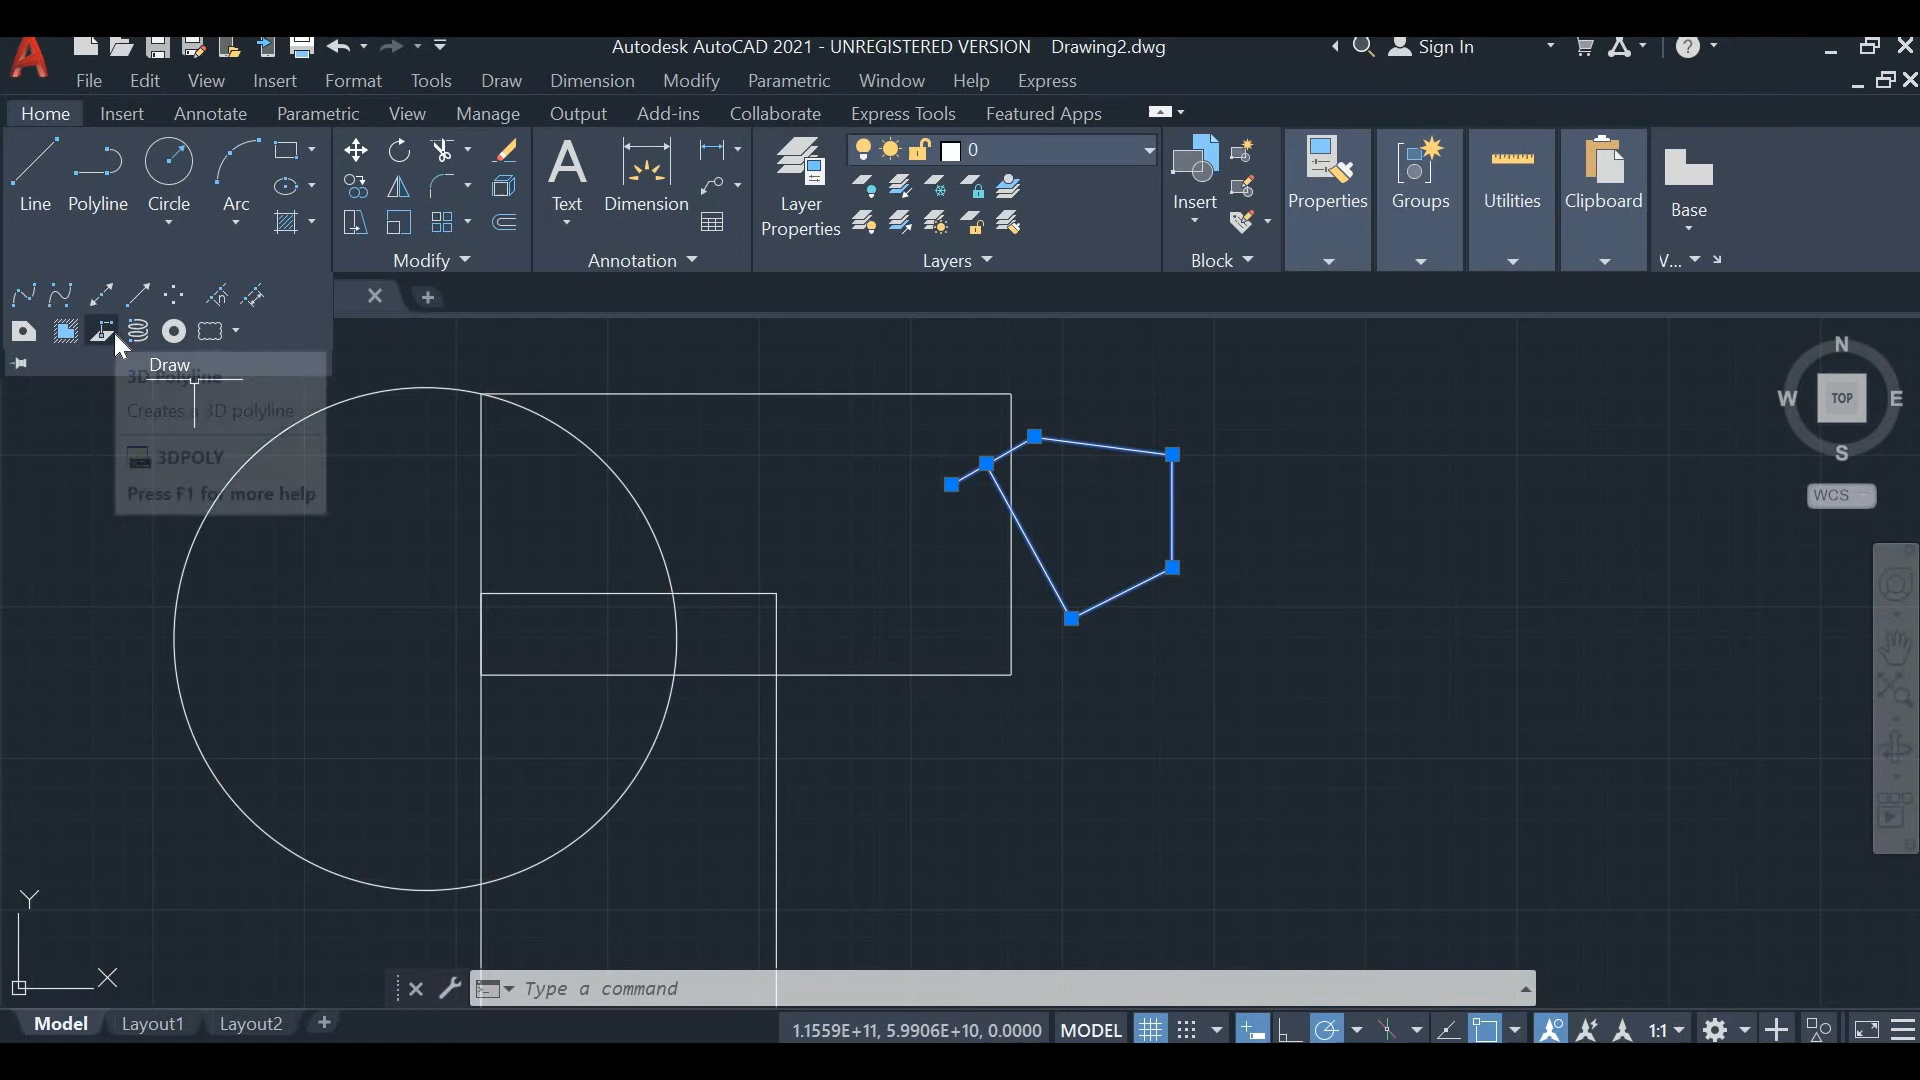 Autodesk AutoCAD 2021 - UNREGISTERED VERSION Drawing2.dwg
Sign In
File Edit View Insert Format Tools Draw Dimension Modify Parametric Window Help Express
Home Insert Annotate Parametric View Manage Output Add-ins Collaborate Express Tools Featured Apps
0
Line Polyline Circle Arc Text Dimension Layer Properties Insert Properties Groups Utilities Clipboard Base
Modify Annotation Layers Block V...
Draw
3D Polyline
Creates a 3D polyline
3DPOLY
Press F1 for more help
N
W TOP E
S
WCS
Y
X
Type a command
Model Layout1 Layout2
1.1559E+11, 5.9906E+10, 0.0000 MODEL 1:1